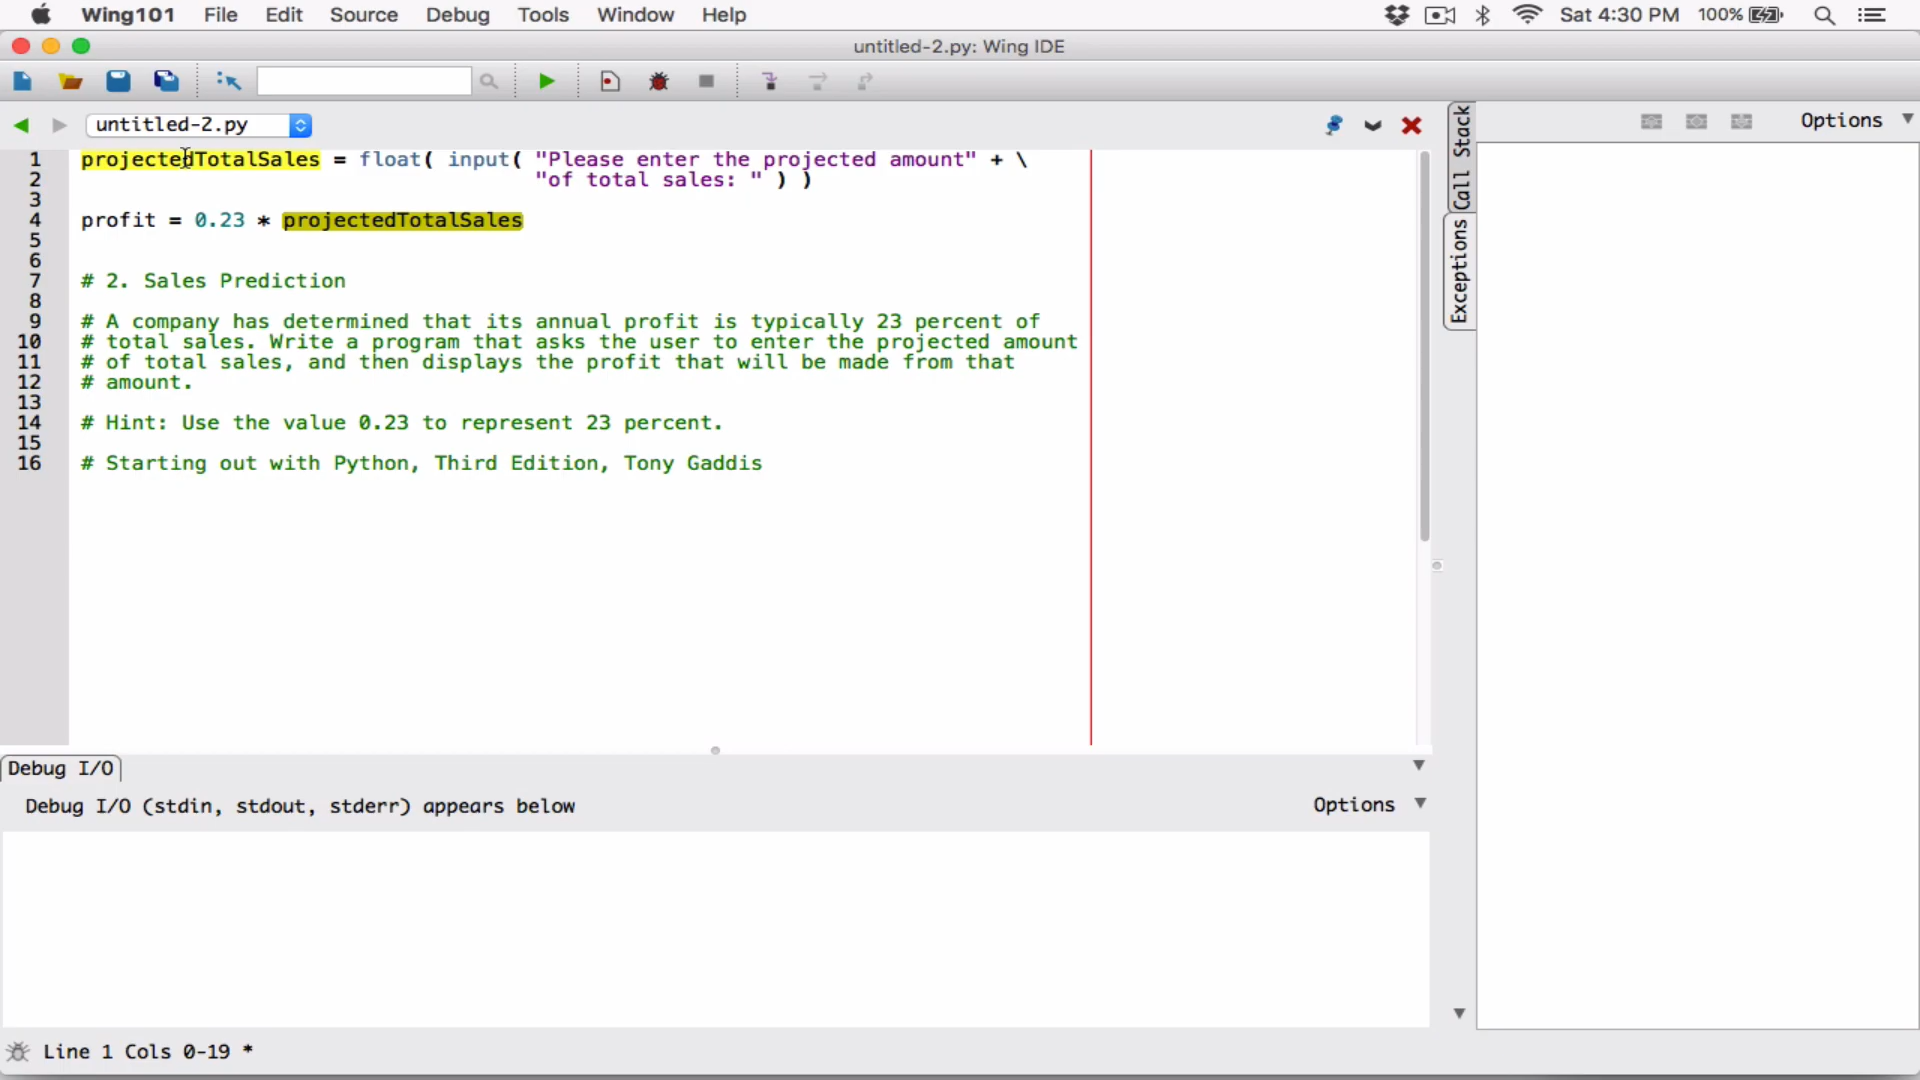 Wing101 File Edit Source Debug Tools Window Help Sat 4:30 PM 100%
untitled-2.py: Wing IDE
untitled-2.py
Options
1 projectedTotalSales = float( input( "Please enter the projected amount" + \
2 "of total sales: " ) )
3
4 profit = 0.23 * projectedTotalSales
5
6
7 # 2. Sales Prediction
8
9 # A company has determined that its annual profit is typically 23 percent of
10 # total sales. Write a program that asks the user to enter the projected amount
11 # of total sales, and then displays the profit that will be made from that
12 # amount.
13
14 # Hint: Use the value 0.23 to represent 23 percent.
15
16 # Starting out with Python, Third Edition, Tony Gaddis
Call Stack
Exceptions
Debug I/O
Debug I/O (stdin, stdout, stderr) appears below
Options
Line 1 Cols 0-19 *